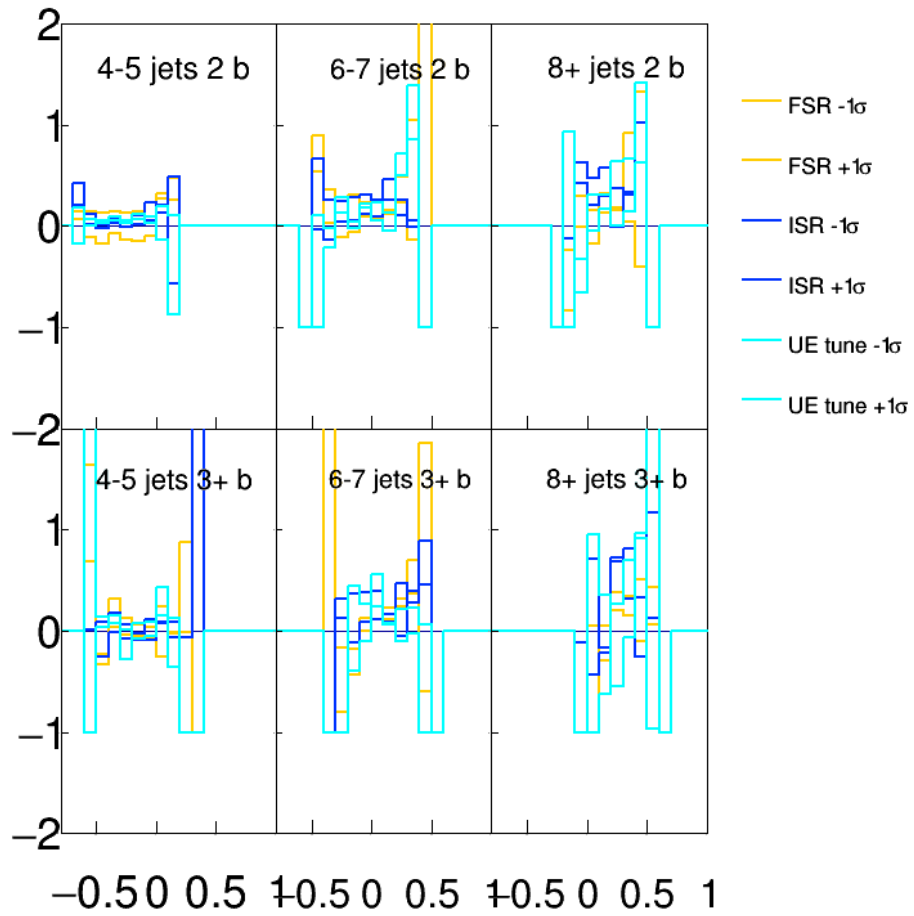 2
4-5 jets 2 b
6-7 jets 2 b
8+ jets 2 b
FSR -1σ
FSR +1σ
ISR -1σ
ISR +1σ
UE tune -1σ
UE tune +1σ
1
0
−1
−2
4-5 jets 3+ b
6-7 jets 3+ b
8+ jets 3+ b
1
0
−1
−2
−0.5 0 0.5 1−0.5 0 0.5 1−0.5 0 0.5 1